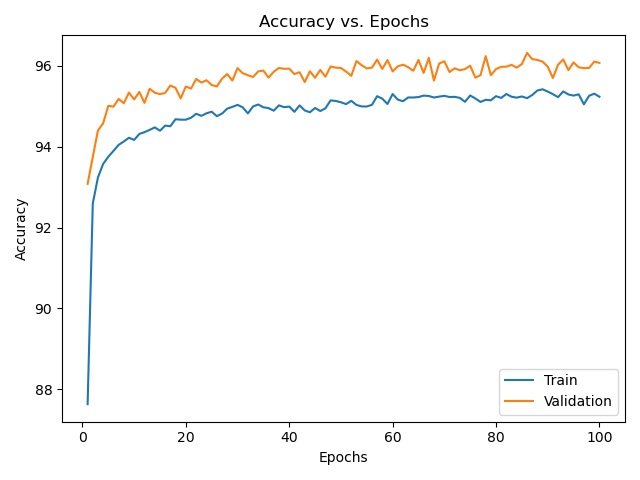 Accuracy vs. Epochs
96
94
92
90
88
Accuracy
0 20 40 60 80 100
Epochs
Train
Validation